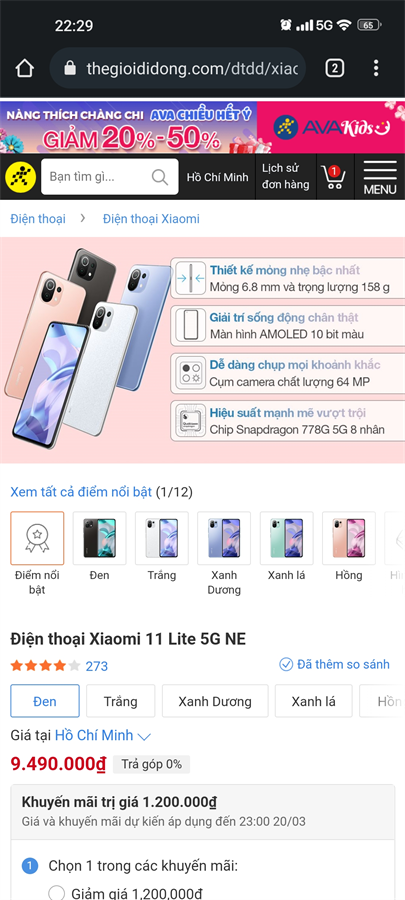 22:29
5G
65
thegioididong.com/dtdd/xiac
2
NÀNG THÍCH CHÀNG CHI AVA CHIỀU HẾT Ý
GIẢM 20%-50%
AVAKids
Bạn tìm gì...
Hồ Chí Minh
Lịch sử
đơn hàng
1
MENU
Điện thoại
Điện thoại Xiaomi
Thiết kế mỏng nhẹ bậc nhất
Mỏng 6.8 mm và trọng lượng 158 g
Giải trí sống động chân thật
Màn hình AMOLED 10 bit màu
Dễ dàng chụp mọi khoảnh khắc
Cụm camera chất lượng 64 MP
Hiệu suất mạnh mẽ vượt trội
Chip Snapdragon 778G 5G 8 nhân
Xem tất cả điểm nổi bật (1/12)
Điểm nổi
bật
Đen
Trắng
Xanh
Dương
Xanh lá
Hồng
Điện thoại Xiaomi 11 Lite 5G NE
273
Đã thêm so sánh
Đen
Trắng
Xanh Dương
Xanh lá
Hồn
Giá tại Hồ Chí Minh
9.490.000₫
Trả góp 0%
Khuyến mãi trị giá 1.200.000₫
Giá và khuyến mãi dự kiến áp dụng đến 23:00 20/03
1
Chọn 1 trong các khuyến mãi:
Giảm giá 1,200,000đ